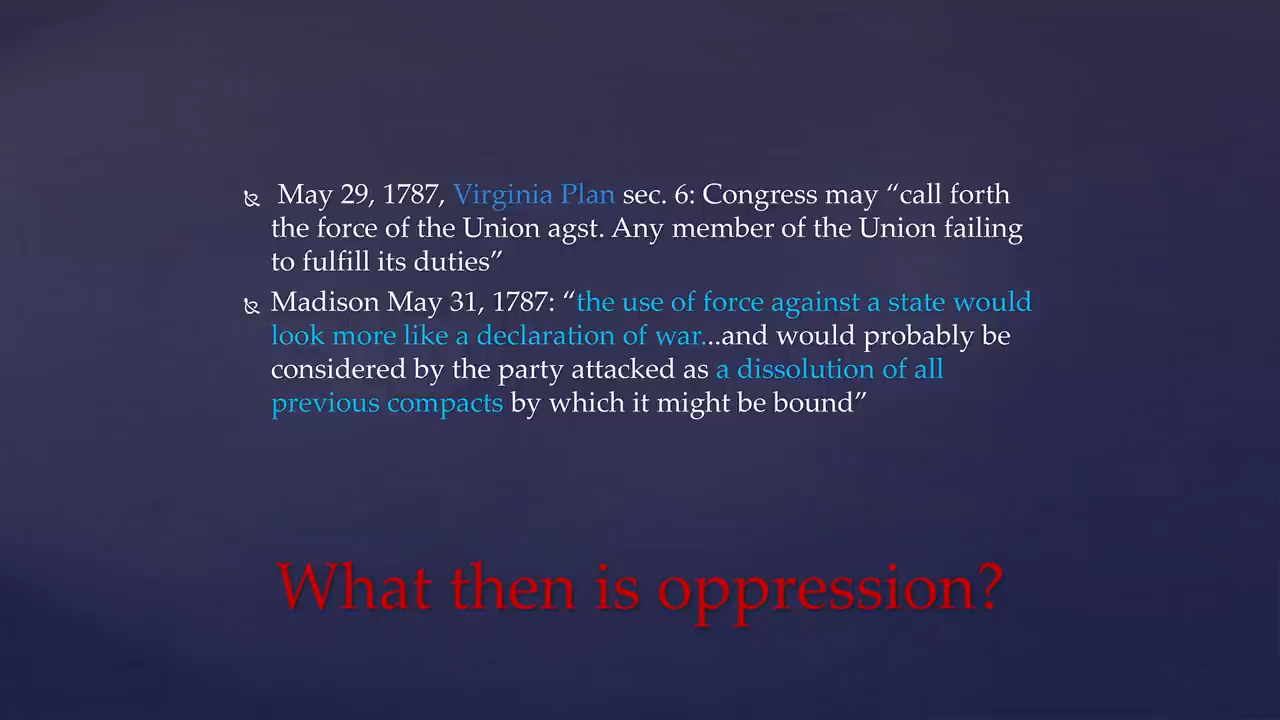 May 29, 1787, Virginia Plan sec. 6: Congress may “call forth
the force of the Union agst. Any member of the Union failing
to fulfill its duties”
Madison May 31, 1787: “the use of force against a state would
look more like a declaration of war...and would probably be
considered by the party attacked as a dissolution of all
previous compacts by which it might be bound”
What then is oppression?